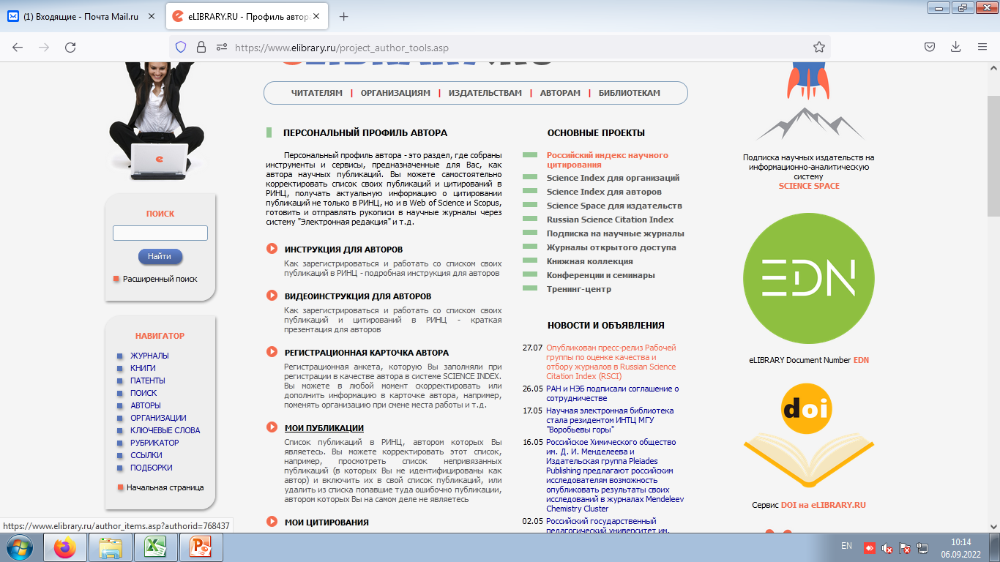 (1) Входящие - Почта Mail.ru
eLIBRARY.RU - Профиль автор
https://www.elibrary.ru/project_author_tools.asp
ЧИТАТЕЛЯМ | ОРГАНИЗАЦИЯМ | ИЗДАТЕЛЬСТВАМ | АВТОРАМ | БИБЛИОТЕКАМ
ПОИСК
Найти
Расширенный поиск
НАВИГАТОР
ЖУРНАЛЫ
КНИГИ
ПАТЕНТЫ
ПОИСК
АВТОРЫ
ОРГАНИЗАЦИИ
КЛЮЧЕВЫЕ СЛОВА
РУБРИКАТОР
ССЫЛКИ
ПОДБОРКИ
Начальная страница
ПЕРСОНАЛЬНЫЙ ПРОФИЛЬ АВТОРА
Персональный профиль автора - это раздел, где собраны
инструменты и сервисы, предназначенные для Вас, как
автора научных публикаций. Вы можете самостоятельно
корректировать список своих публикаций и цитирований в
РИНЦ, получать актуальную информацию о цитировании
публикаций не только в РИНЦ, но и в Web of Science и Scopus,
готовить и отправлять рукописи в научные журналы через
систему "Электронная редакция" и т.д.
ИНСТРУКЦИЯ ДЛЯ АВТОРОВ
Как зарегистрироваться и работать со списком своих
публикаций в РИНЦ - подробная инструкция для авторов
ВИДЕОИНСТРУКЦИЯ ДЛЯ АВТОРОВ
Как зарегистрироваться и работать со списком своих
публикаций и цитирований в РИНЦ - краткая
презентация для авторов
РЕГИСТРАЦИОННАЯ КАРТОЧКА АВТОРА
Регистрационная анкета, которую Вы заполняли при
регистрации в качестве автора в системе SCIENCE INDEX.
Вы можете в любой момент скорректировать или
дополнить информацию в карточке автора, например,
поменять организацию при смене места работы и т.д.
МОИ ПУБЛИКАЦИИ
Список публикаций в РИНЦ, автором которых Вы
являетесь. Вы можете корректировать этот список,
например, просмотреть список непривязанных
публикаций (в которых Вы не идентифицированы как
автор) и включить их в свой список публикаций, или
удалить из списка попавшие туда ошибочно публикации,
автором которых Вы на самом деле не являетесь
МОИ ЦИТИРОВАНИЯ
ОСНОВНЫЕ ПРОЕКТЫ
Российский индекс научного
цитирования
Science Index для организаций
Science Index для авторов
Science Space для издательств
Russian Science Citation Index
Подписка на научные журналы
Журналы открытого доступа
Книжная коллекция
Конференции и семинары
Тренинг-центр
НОВОСТИ И ОБЪЯВЛЕНИЯ
27.07 Опубликован пресс-релиз Рабочей
группы по оценке качества и
отбору журналов в Russian Science
Citation Index (RSCI)
26.05 РАН и НЭБ подписали соглашение о
сотрудничестве
17.05 Научная электронная библиотека
стала резидентом ИНТЦ МГУ
"Воробьевы горы"
16.05 Российское Химического общество
им. Д. И. Менделеева и
Издательская группа Pleiades
Publishing предлагают российским
исследователям возможность
опубликовать результаты своих
исследований в журналах Mendeleev
Chemistry Cluster
02.05 Российский государственный
педагогический университет им.
Подписка научных издательств на
информационно-аналитическую
систему
SCIENCE SPACE
EDN
eLIBRARY Document Number EDN
doi
Сервис DOI на eLIBRARY.RU
https://www.elibrary.ru/author_items.asp?authorid=768437
EN
10:14
06.09.2022